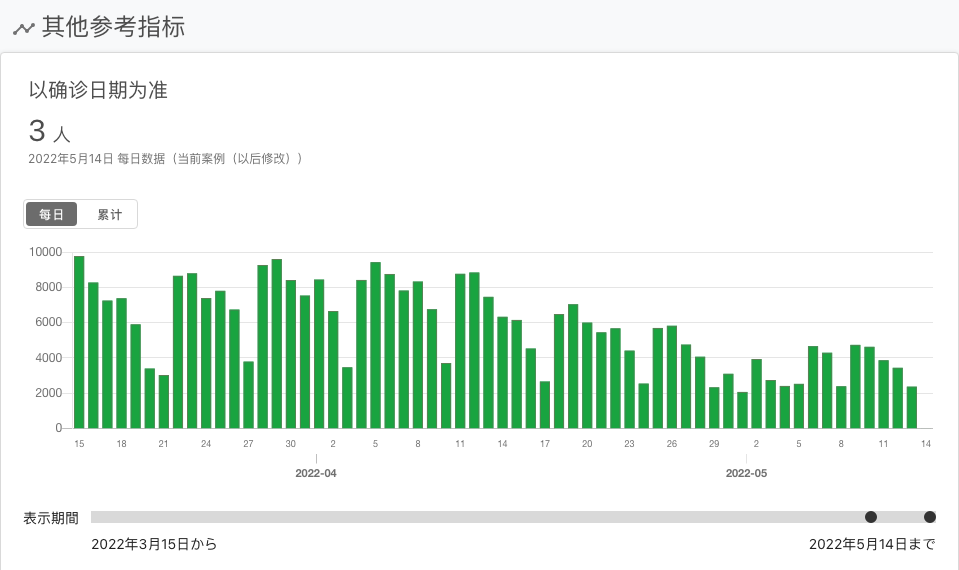 其他参考指标
以确诊日期为准
3 人
2022年5月14日 每日数据（当前案例（以后修改））
每日 累计
10000
8000
6000
4000
2000
0
15 18 21 24 27 30 2 5 8 11 14 17 20 23 26 29 2 5 8 11 14
2022-04 2022-05
表示期間
2022年3月15日から 2022年5月14日まで